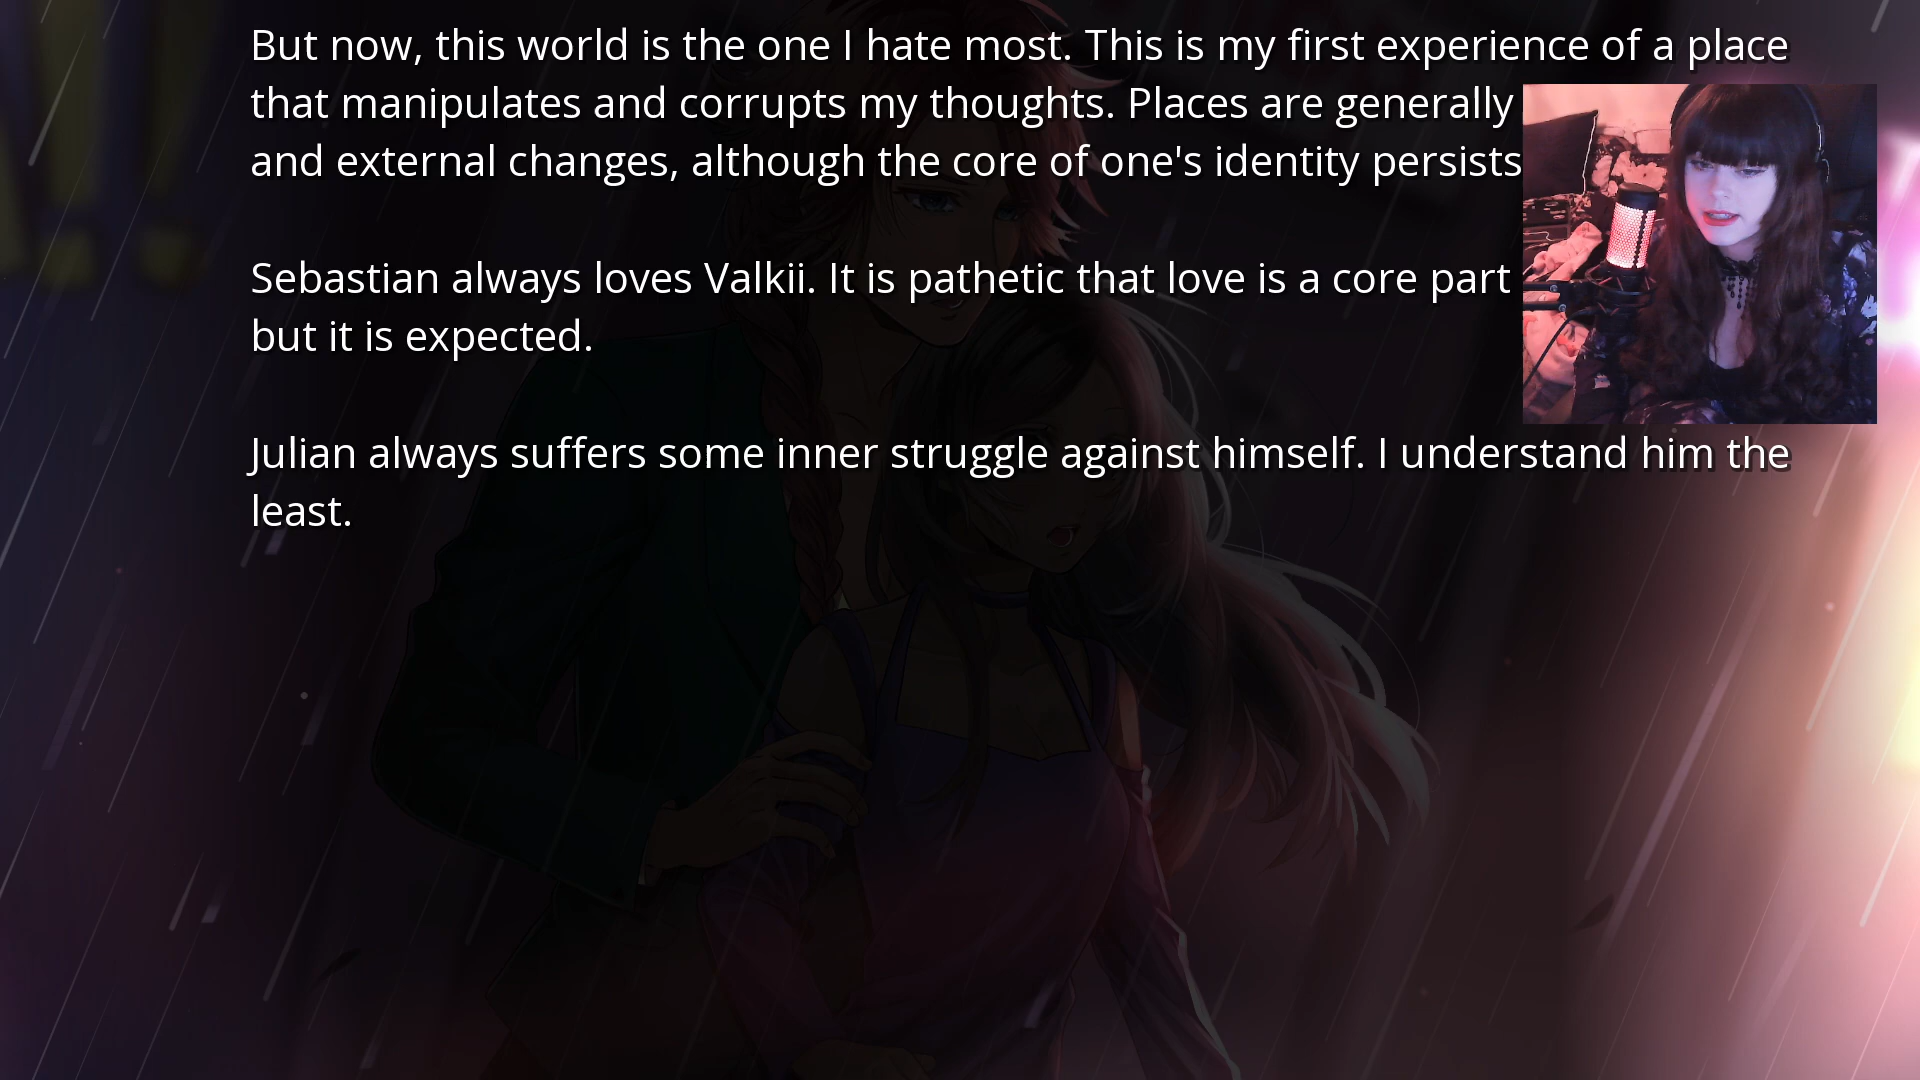 But now, this world is the one I hate most. This is my first experience of a place
that manipulates and corrupts my thoughts. Places are generally
and external changes, although the core of one's identity persists
Sebastian always loves Valkii. It is pathetic that love is a core part
but it is expected.
Julian always suffers some inner struggle against himself. I understand him the
least.